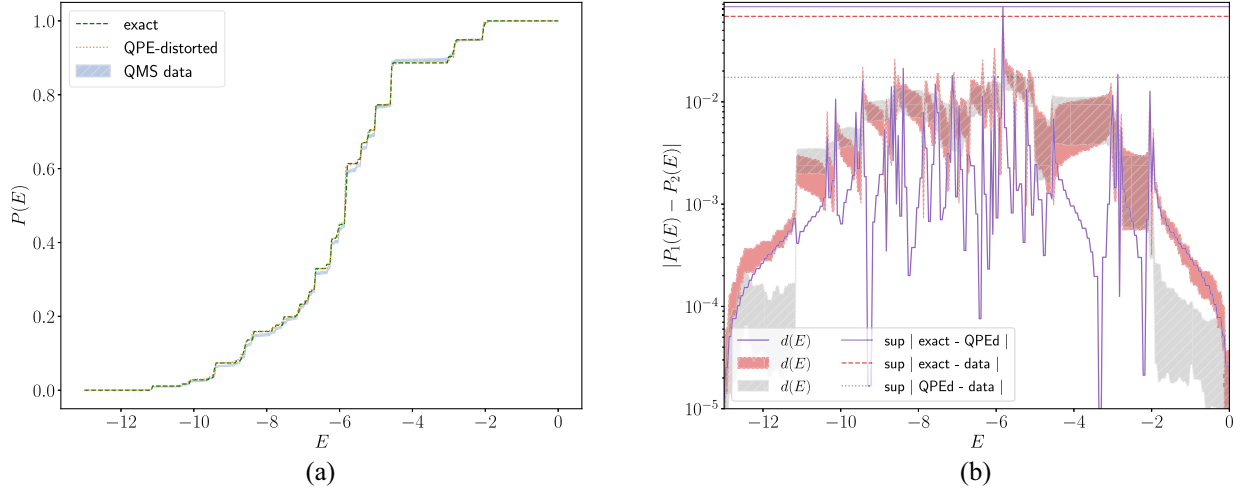 exact
QPE-distorted
QMS data
P(E)
1.0
0.8
0.6
0.4
0.2
0.0
−12
−10
−8
−6
−4
−2
0
E
(a)
|P₁(E) − P₂(E)|
10⁻²
10⁻³
10⁻⁴
10⁻⁵
d(E)
sup | exact - QPEd |
d(E)
sup | exact - data |
d(E)
sup | QPEd - data |
−12
−10
−8
−6
−4
−2
0
E
(b)